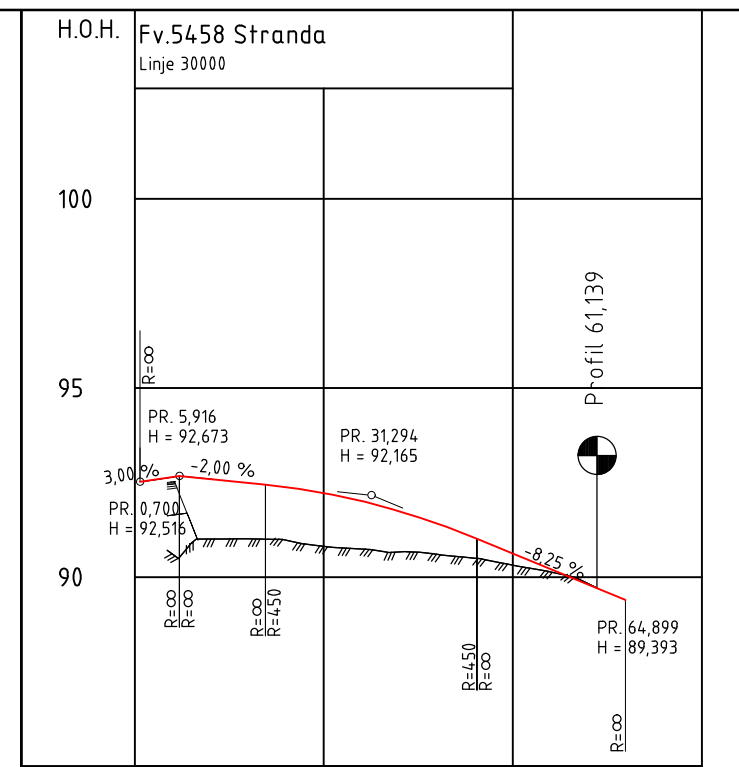 H.O.H.
Fv.5458 Stranda
Linje 30000
100
Profil 61,139
95
R=∞
PR. 5,916
H = 92,673
PR. 31,294
H = 92,165
3,00 %
-2,00 %
PR. 0,700
H = 92,516
-8,25 %
90
R=∞
R=∞
R=∞
R=450
R=450
R=∞
PR. 64,899
H = 89,393
R=∞